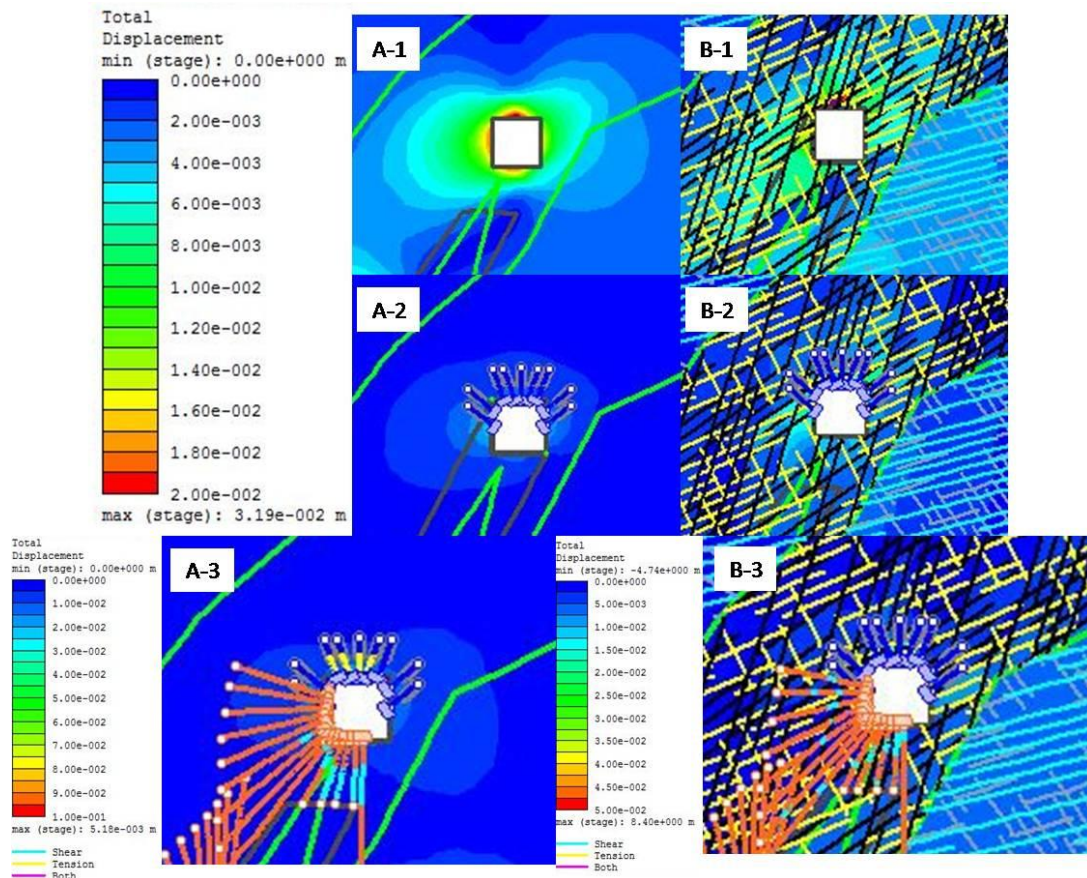 Total
Displacement
min (stage): 0.00e+000 m
0.00e+000
2.00e-003
4.00e-003
6.00e-003
8.00e-003
1.00e-002
1.20e-002
1.40e-002
1.60e-002
1.80e-002
2.00e-002
max (stage): 3.19e-002 m
A-1
B-1
A-2
B-2
Total
Displacement
min (stage): 0.00e+000 m
0.00e+000
1.00e-002
2.00e-002
3.00e-002
4.00e-002
5.00e-002
6.00e-002
7.00e-002
8.00e-002
9.00e-002
1.00e-001
max (stage): 5.18e-003 m
Shear
Tension
Both
A-3
Total
Displacement
min (stage): -4.74e+000 m
0.00e+000
5.00e-003
1.00e-002
1.50e-002
2.00e-002
2.50e-002
3.00e-002
3.50e-002
4.00e-002
4.50e-002
5.00e-002
max (stage): 8.40e+000 m
Shear
Tension
Both
B-3